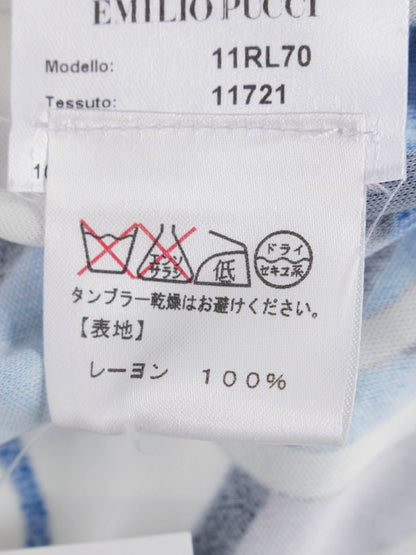 EMILIO PUCCI
Modello: 11RL70
Tessuto: 11721
エンソ サラシ 低 ドライ セキユ系
タンブラー乾燥はお避けください。
【表地】
レーヨン 100%